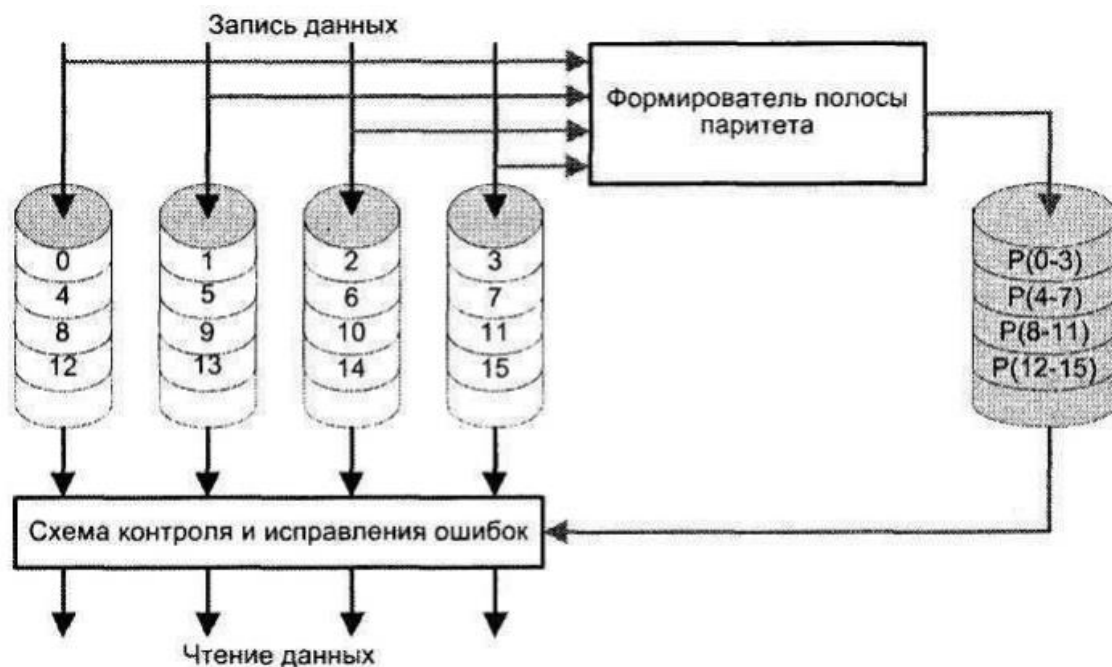 Запись данных
Формирователь полосы
паритета
0 1 2 3 P(0-3)
4 5 6 7 P(4-7)
8 9 10 11 P(8-11)
12 13 14 15 P(12-15)
Схема контроля и исправления ошибок
Чтение данных